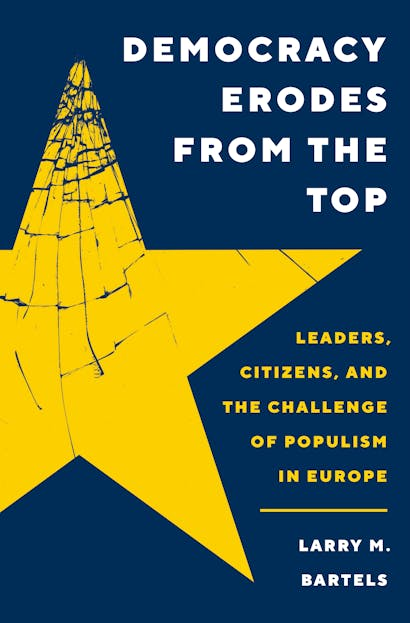 DEMOCRACY
ERODES
FROM THE
TOP
LEADERS,
CITIZENS, AND
THE CHALLENGE
OF POPULISM
IN EUROPE
LARRY M.
BARTELS